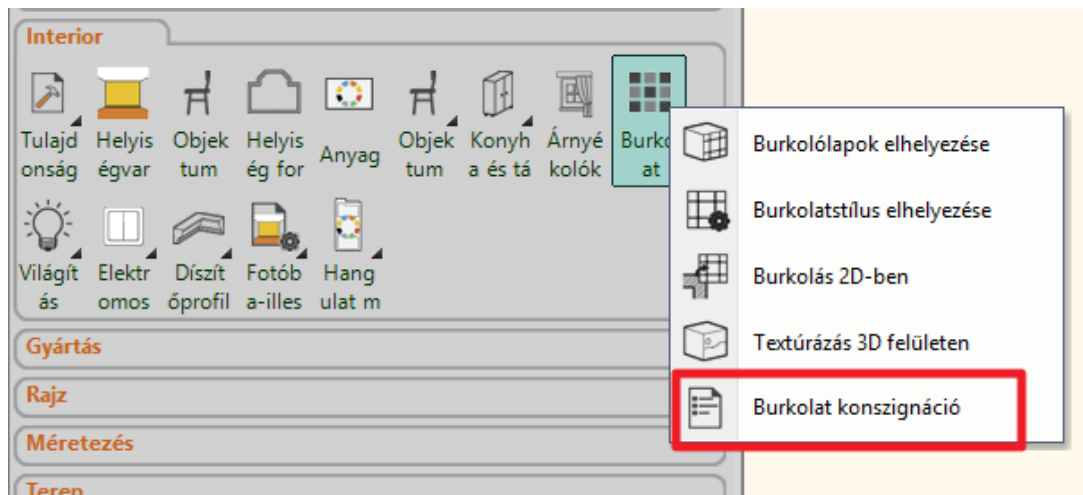 Interior
Tulajd Helyis Objek Helyis Anyag Objek Konyh Árnyé Burko
onság égvar tum ég for tum a és tá kolók at
Világít Elektr Díszít Fotób Hang
ás omos őprofil a-illes ulat m
Burkolólapok elhelyezése
Burkolatstílus elhelyezése
Burkolás 2D-ben
Textúrázás 3D felületen
Burkolat konszignáció
Gyártás
Rajz
Méretezés
Terep